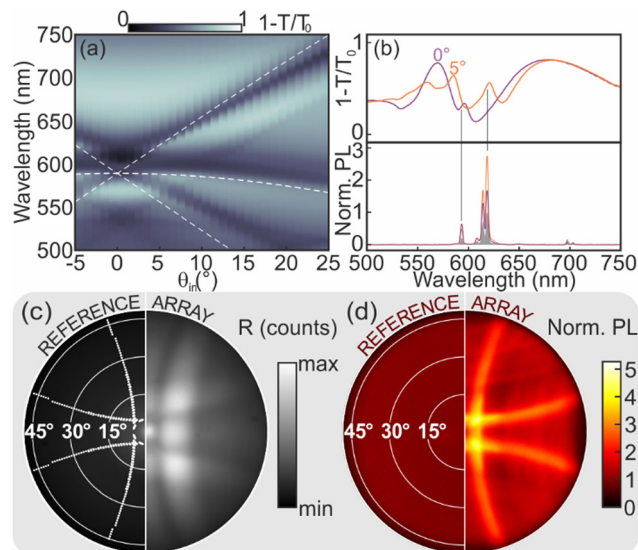 0 1 1-T/T₀
(a)
Wavelength (nm)
750
700
650
600
550
500
-5 0 5 10 15 20 25
θin(°)
(b)
0°
5°
1-T/T₀
0
1
Norm. PL
3
2
1
0
500 550 600 650 700 750
Wavelength (nm)
(c)
REFERENCE ARRAY
45° 30° 15°
R (counts)
max
min
(d)
REFERENCE ARRAY
45° 30° 15°
Norm. PL
5
4
3
2
1
0